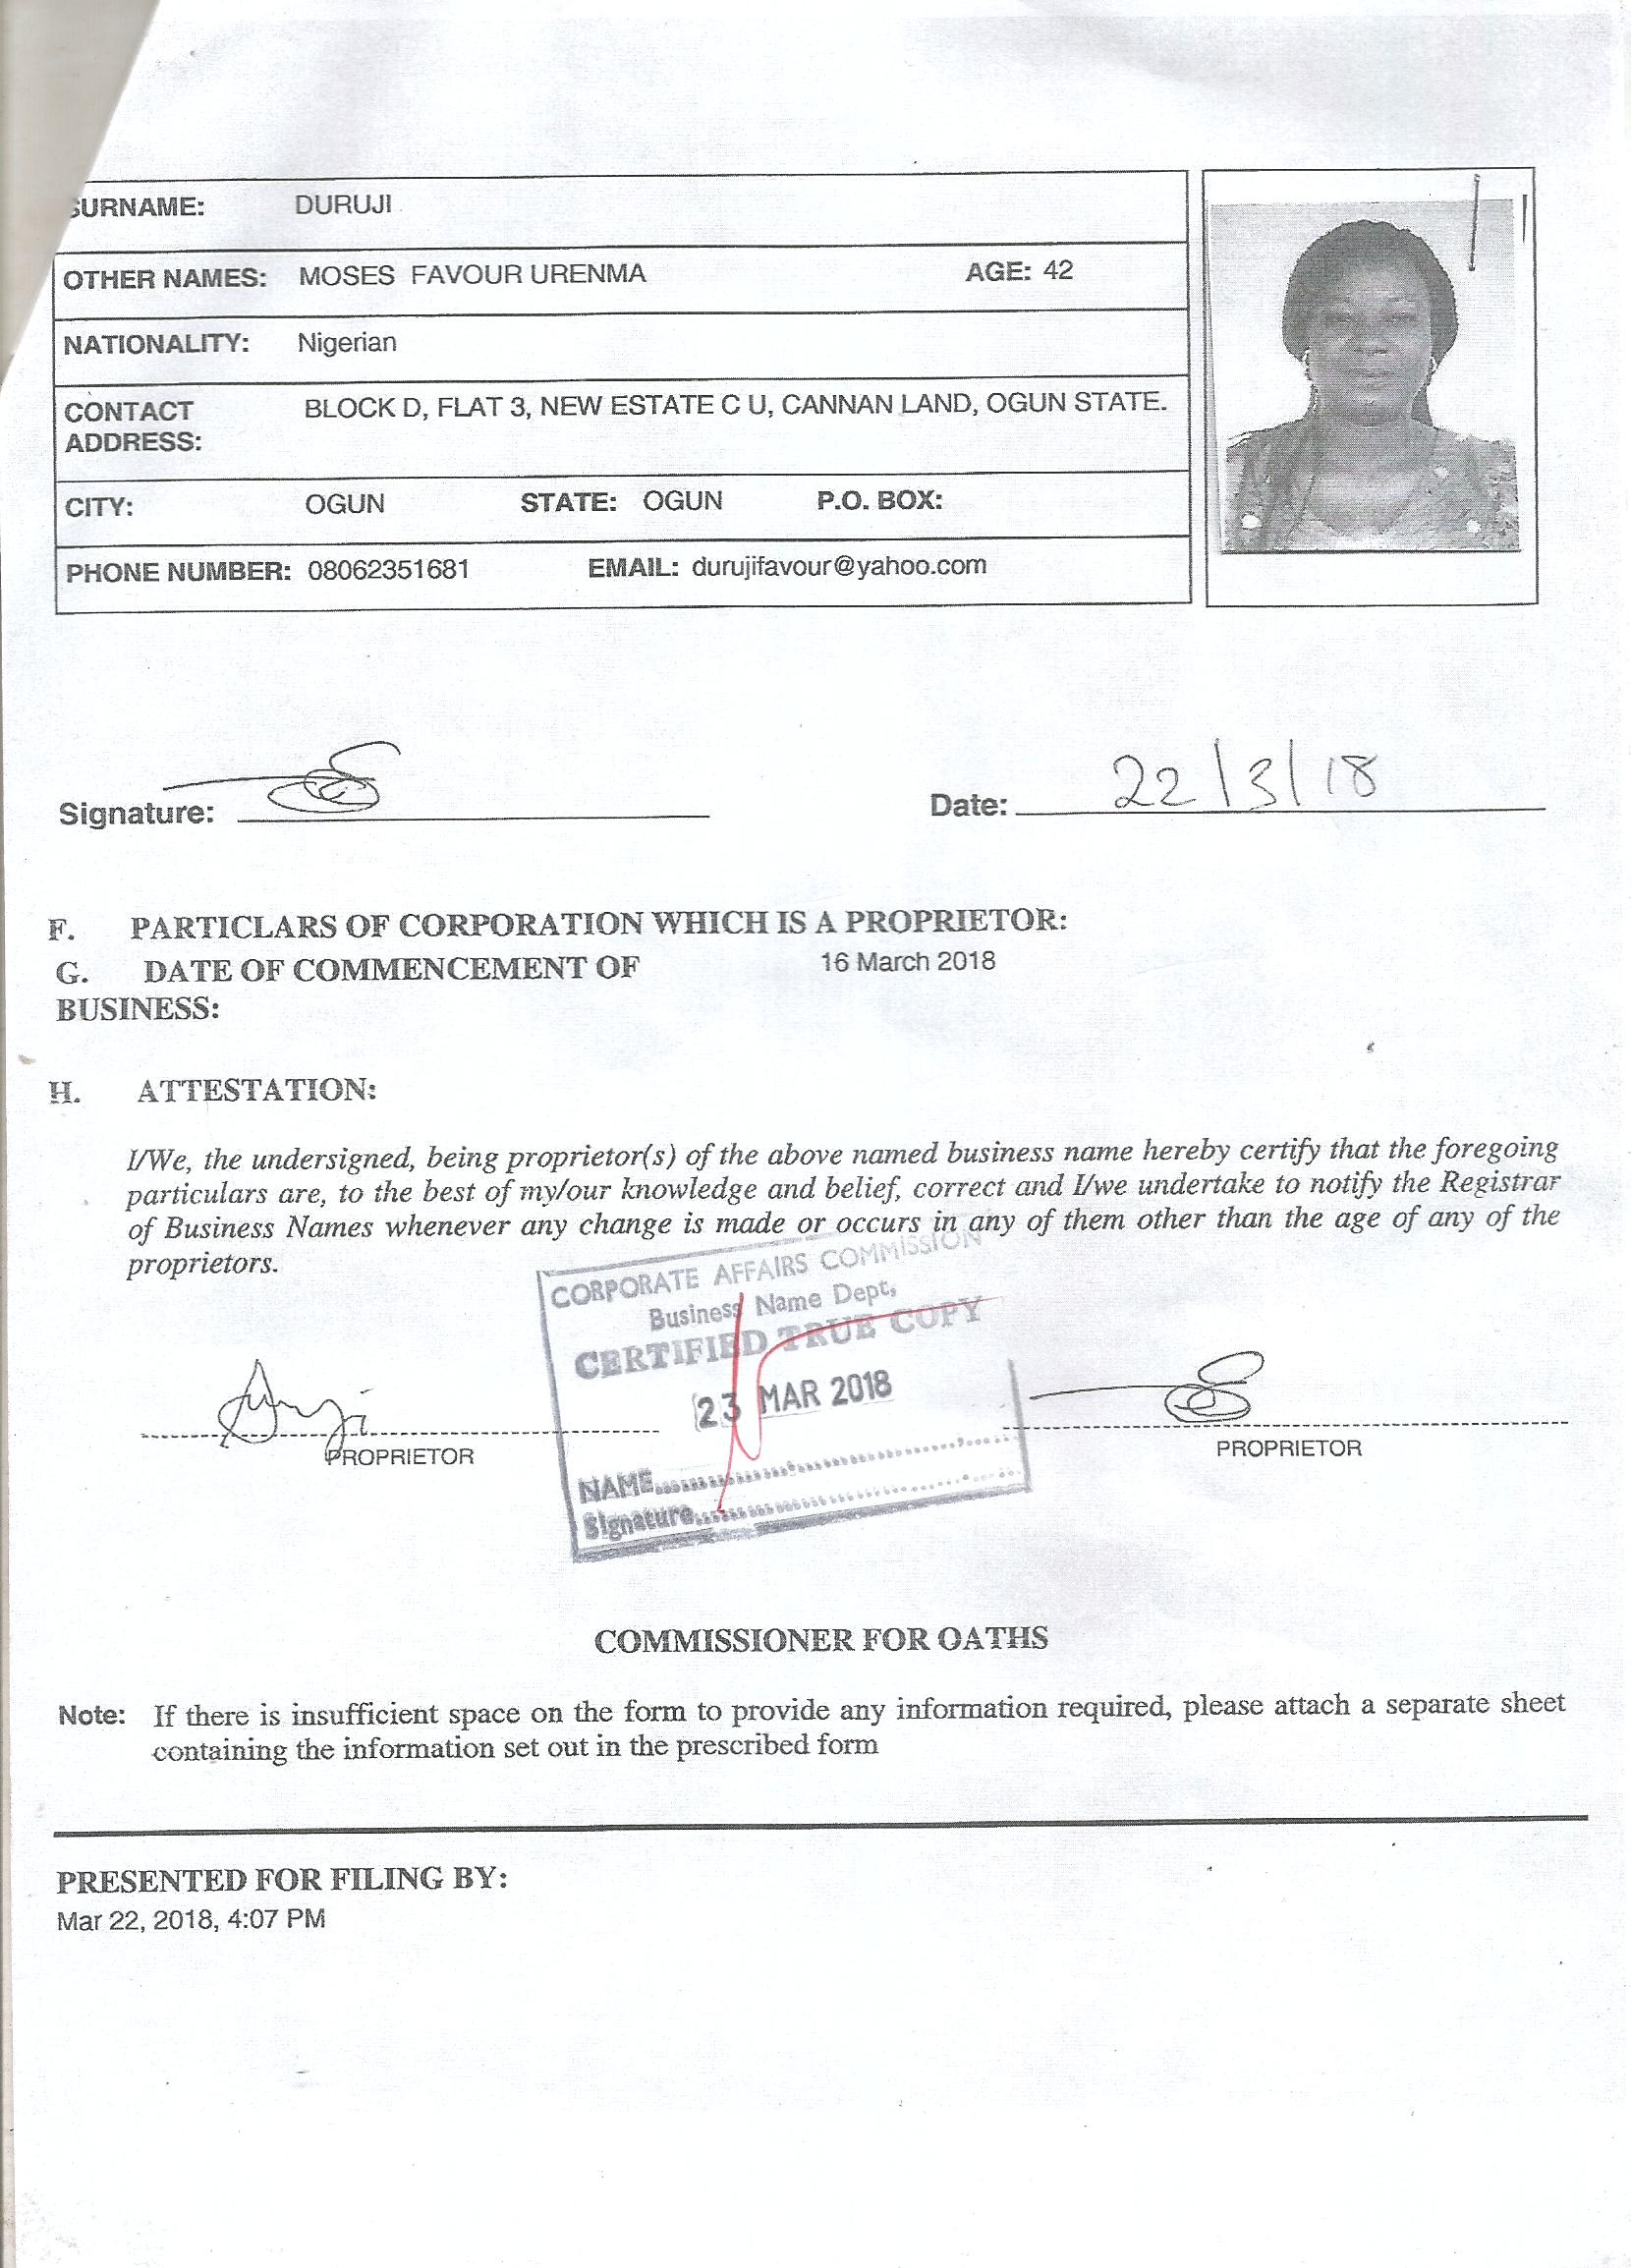 SURNAME: DURUJI
OTHER NAMES: MOSES FAVOUR URENMA AGE: 42
NATIONALITY: Nigerian
CONTACT ADDRESS: BLOCK D, FLAT 3, NEW ESTATE C U, CANNAN LAND, OGUN STATE.
CITY: OGUN STATE: OGUN P.O. BOX:
PHONE NUMBER: 08062351681 EMAIL: durujifavour@yahoo.com
Signature: Date: 22/3/18
F. PARTICLARS OF CORPORATION WHICH IS A PROPRIETOR:
G. DATE OF COMMENCEMENT OF 16 March 2018
BUSINESS:
H. ATTESTATION:
I/We, the undersigned, being proprietor(s) of the above named business name hereby certify that the foregoing
particulars are, to the best of my/our knowledge and belief, correct and I/we undertake to notify the Registrar
of Business Names whenever any change is made or occurs in any of them other than the age of any of the
proprietors.
CORPORATE AFFAIRS COMMISSION
Business Name Dept,
CERTIFIED TRUE COPY
23 MAR 2018
NAME
Signature
PROPRIETOR PROPRIETOR
COMMISSIONER FOR OATHS
Note: If there is insufficient space on the form to provide any information required, please attach a separate sheet
containing the information set out in the prescribed form
PRESENTED FOR FILING BY:
Mar 22, 2018, 4:07 PM